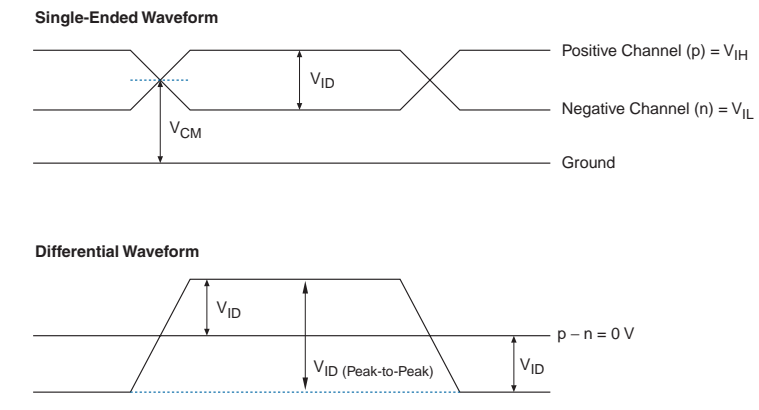 Single-Ended Waveform
Positive Channel (p) = VIH
VID
Negative Channel (n) = VIL
VCM
Ground
Differential Waveform
VID
p − n = 0 V
VID (Peak-to-Peak)
VID